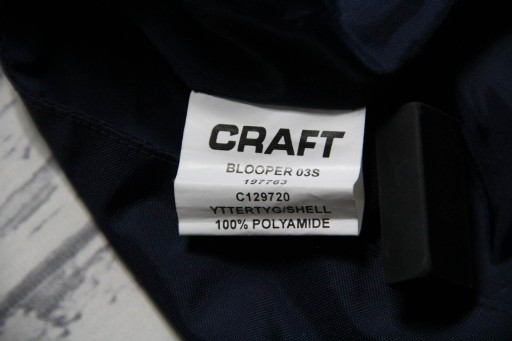 CRAFT
BLOOPER 03S
197763
C129720
YTTERTYG/SHELL
100% POLYAMIDE